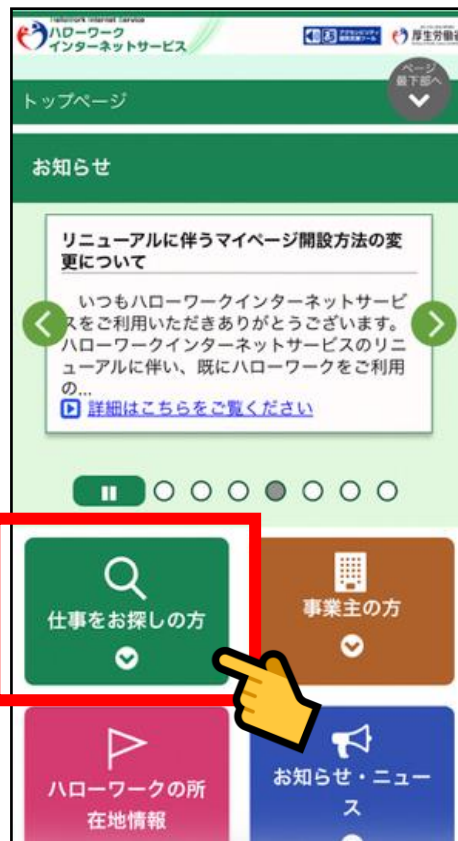 Hellowork Internet Service
ハローワーク
インターネットサービス
厚生労働省
ページ
最下部へ
トップページ
お知らせ
リニューアルに伴うマイページ開設方法の変
更について
いつもハローワークインターネットサービ
スをご利用いただきありがとうございます。
ハローワークインターネットサービスのリニ
ューアルに伴い、既にハローワークをご利用
の...
詳細はこちらをご覧ください
仕事をお探しの方
事業主の方
ハローワークの所
在地情報
お知らせ・ニュー
ス